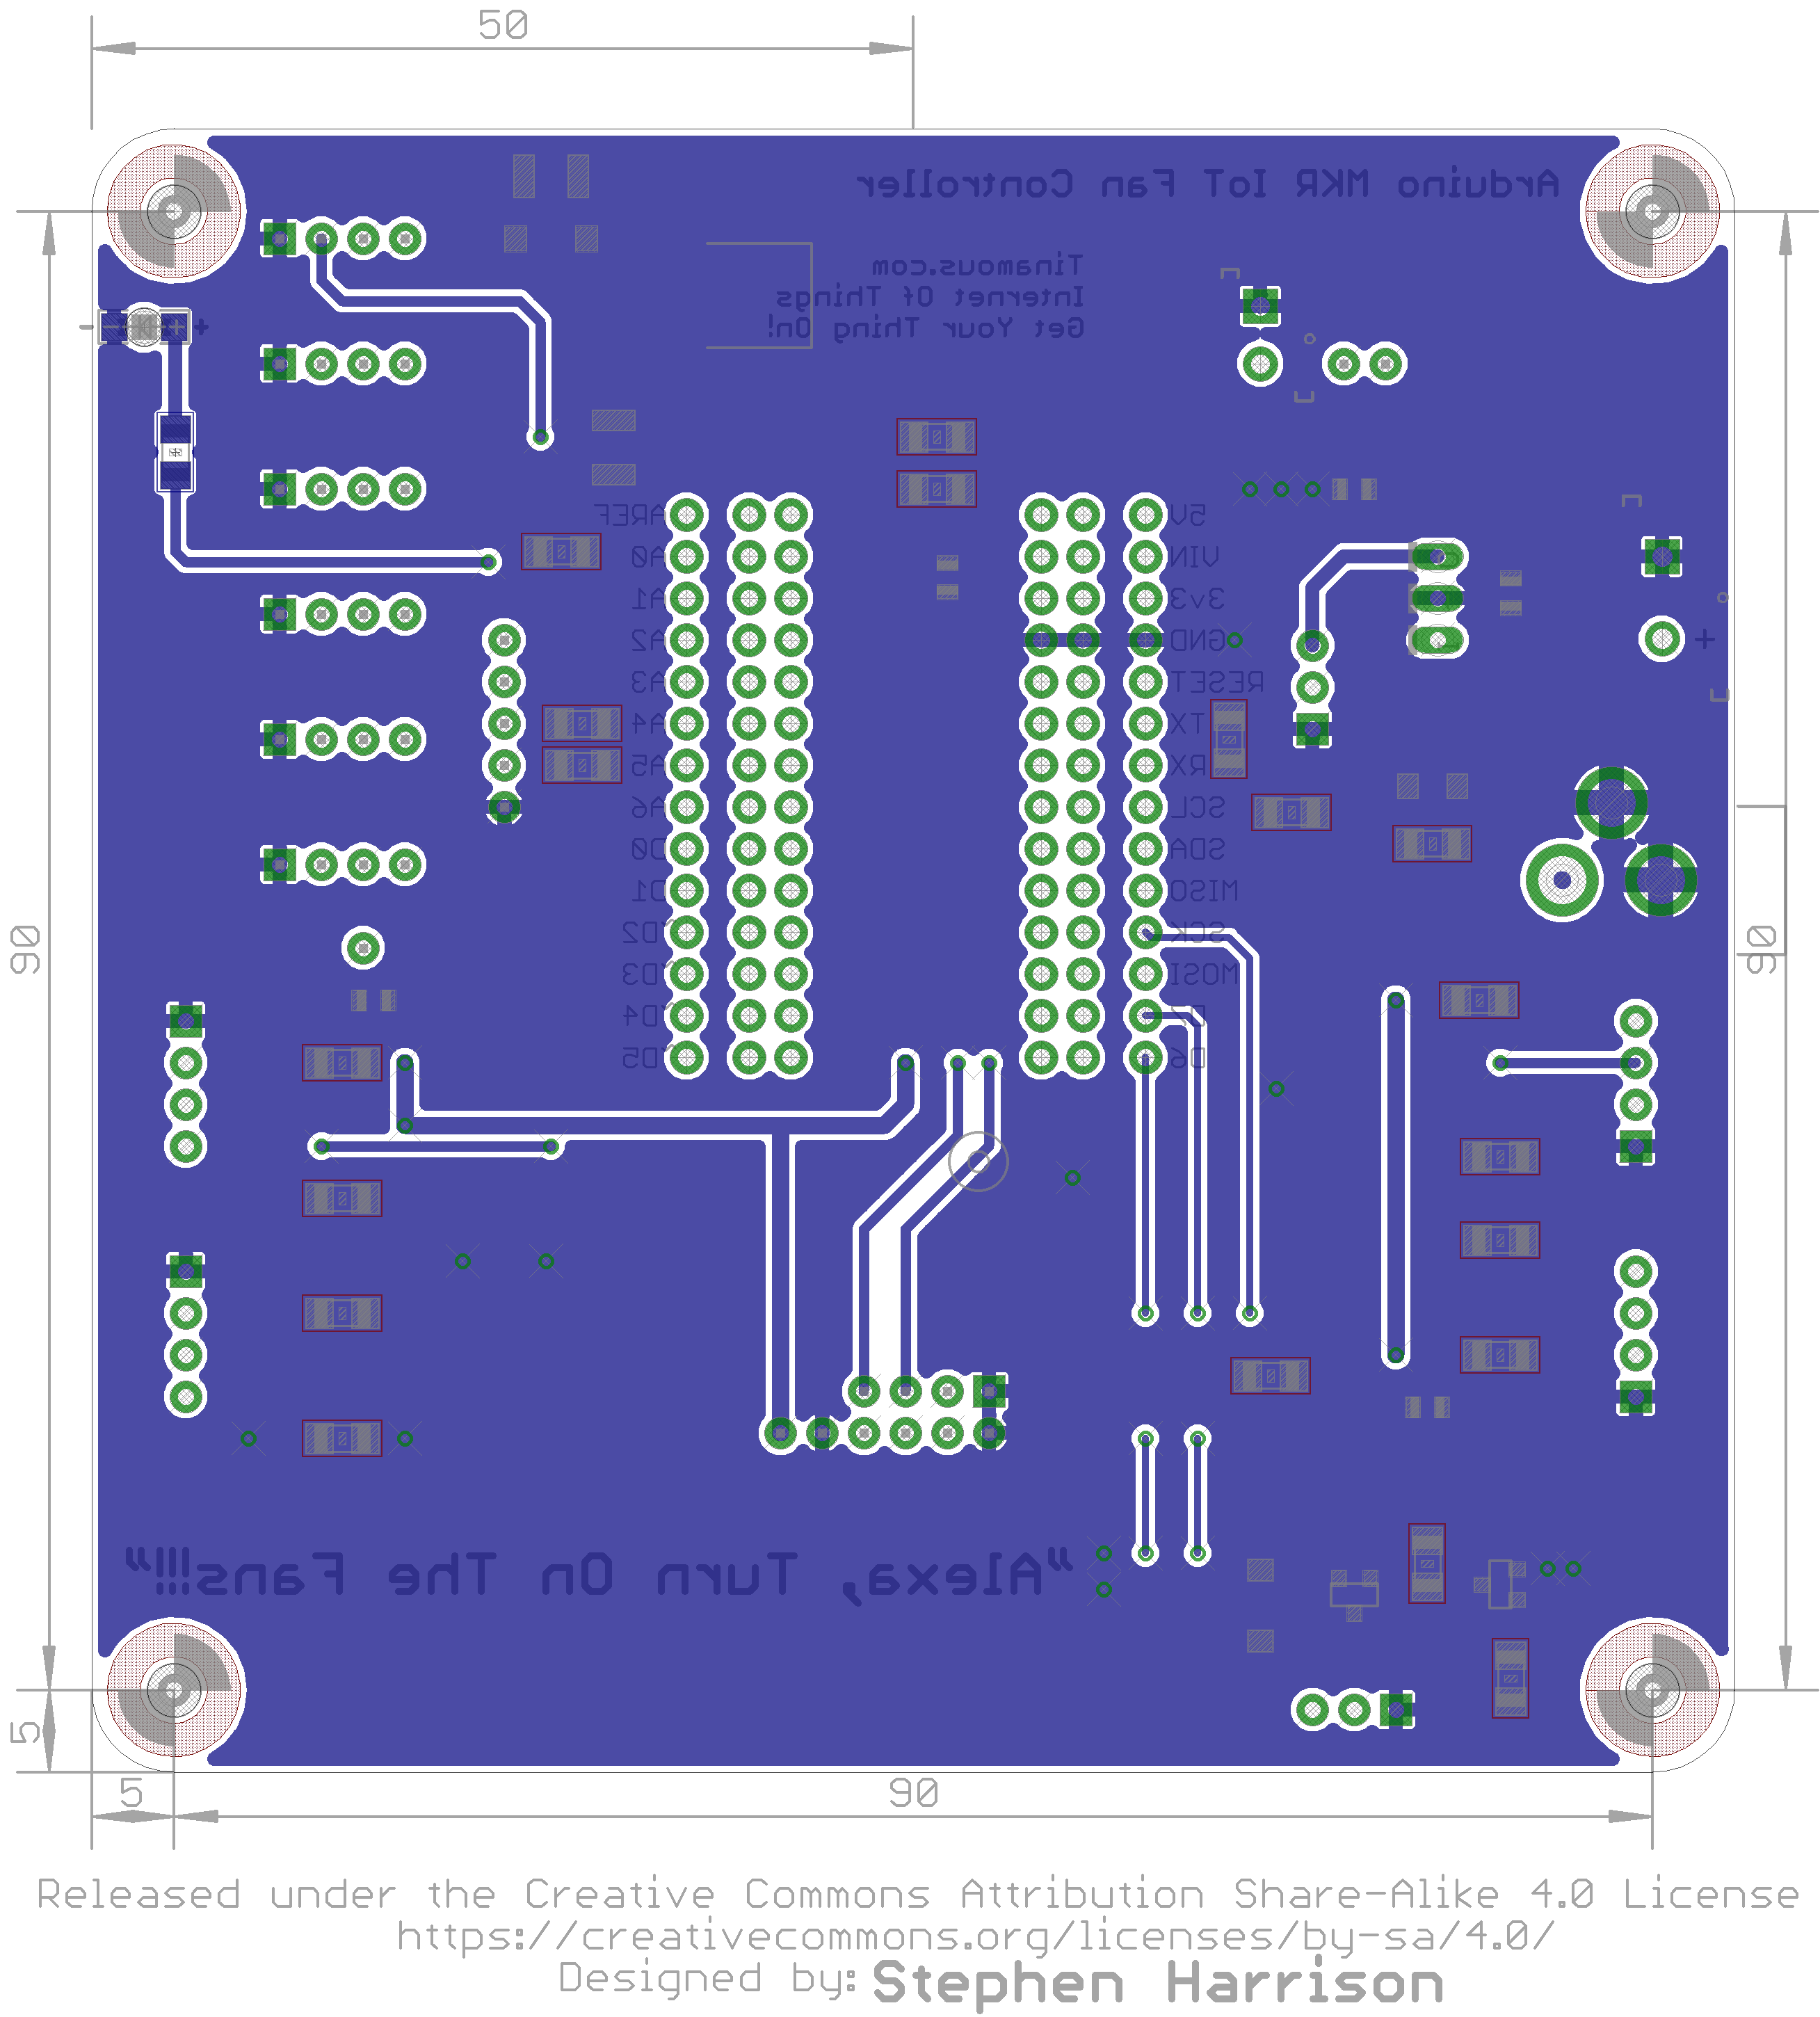 50
Arduino MKR IoT Fan Controller
Tinamous.com
Internet Of Things
Get Your Thing On!
- +
AREF 5V
A0 VIN
A1 3v3
A2 GND
+
A3 RESET
A4 TX
A5 RX
A6 SCL
D0 SDA
D1 MISO
~D2 SCK
~D3 MOSI
~D4 D7
~D5 D6
90
90
"Alexa, Turn On The Fans!!!"
5
5
90
Released under the Creative Commons Attribution Share-Alike 4.0 License
https://creativecommons.org/licenses/by-sa/4.0/
Designed by: Stephen Harrison